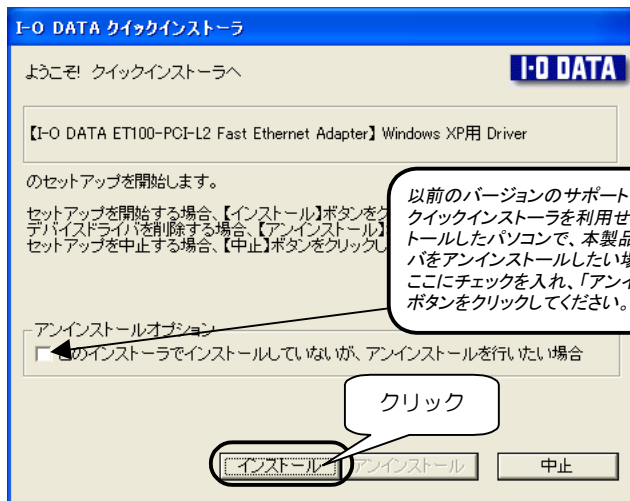 I-O DATA クイックインストーラ
ようこそ! クイックインストーラへ
I-O DATA
【I-O DATA ET100-PCI-L2 Fast Ethernet Adapter】 Windows XP用 Driver
のセットアップを開始します。
セットアップを開始する場合、【インストール】ボタンをク
デバイスドライバを削除する場合、【アンインストール】
セットアップを中止する場合、【中止】ボタンをクリックし
以前のバージョンのサポート
クイックインストーラを利用せ
トールしたパソコンで、本製品
バをアンインストールしたい場
ここにチェックを入れ、「アンイ
ボタンをクリックしてください。
アンインストールオプション
このインストーラでインストールしていないが、アンインストールを行いたい場合
クリック
インストール
アンインストール
中止